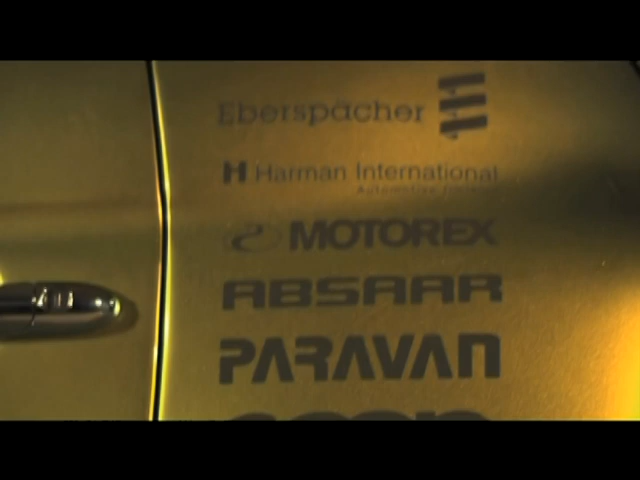 Eberspächer
Harman International
MOTOREX
ABSAAR
PARAVAN